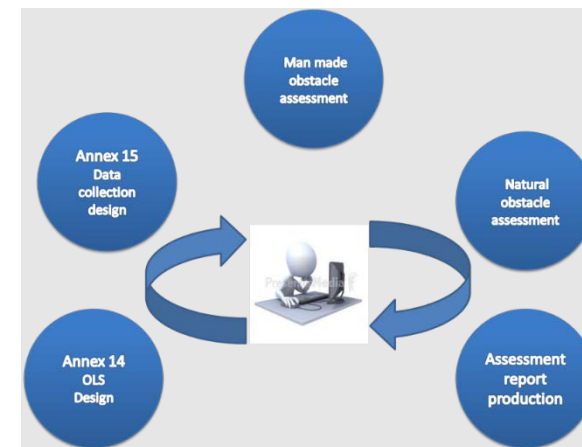 Man made
obstacle
assessment
Annex 15
Data
collection
design
Natural
obstacle
assessment
Annex 14
OLS
Design
Assessment
report
production